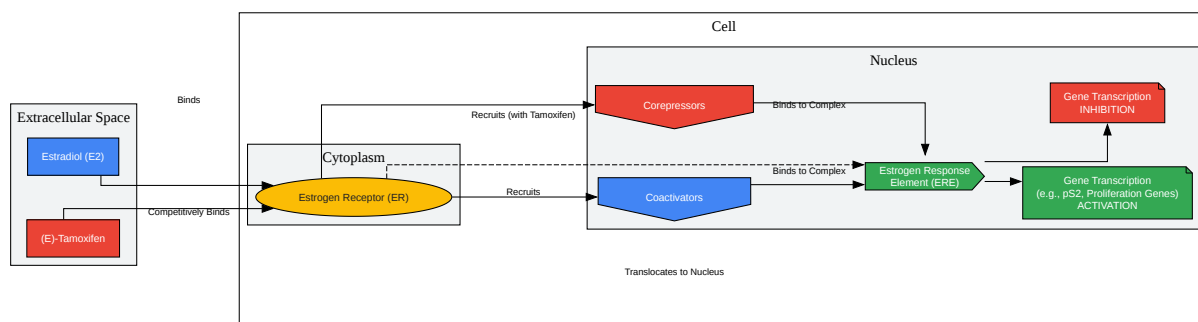 Cell
Nucleus
Extracellular Space
Estradiol (E2)
(E)-Tamoxifen
Binds
Competitively Binds
Cytoplasm
Estrogen Receptor (ER)
Recruits (with Tamoxifen)
Recruits
Corepressors
Coactivators
Binds to Complex
Binds to Complex
Estrogen Response
Element (ERE)
Gene Transcription
INHIBITION
Gene Transcription
(e.g., pS2, Proliferation Genes)
ACTIVATION
Translocates to Nucleus